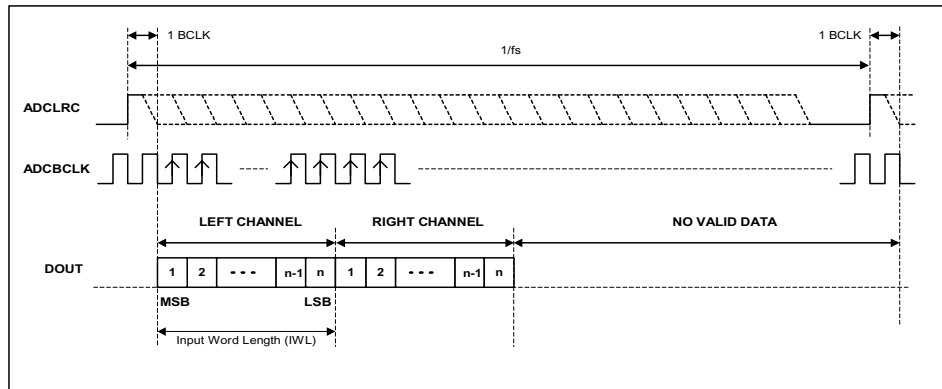 1 BCLK
1 BCLK
1/fs
ADCLRC
ADCBCLK
LEFT CHANNEL
RIGHT CHANNEL
NO VALID DATA
DOUT
1 2 - - - n-1 n 1 2 - - - n-1 n
MSB
LSB
Input Word Length (IWL)